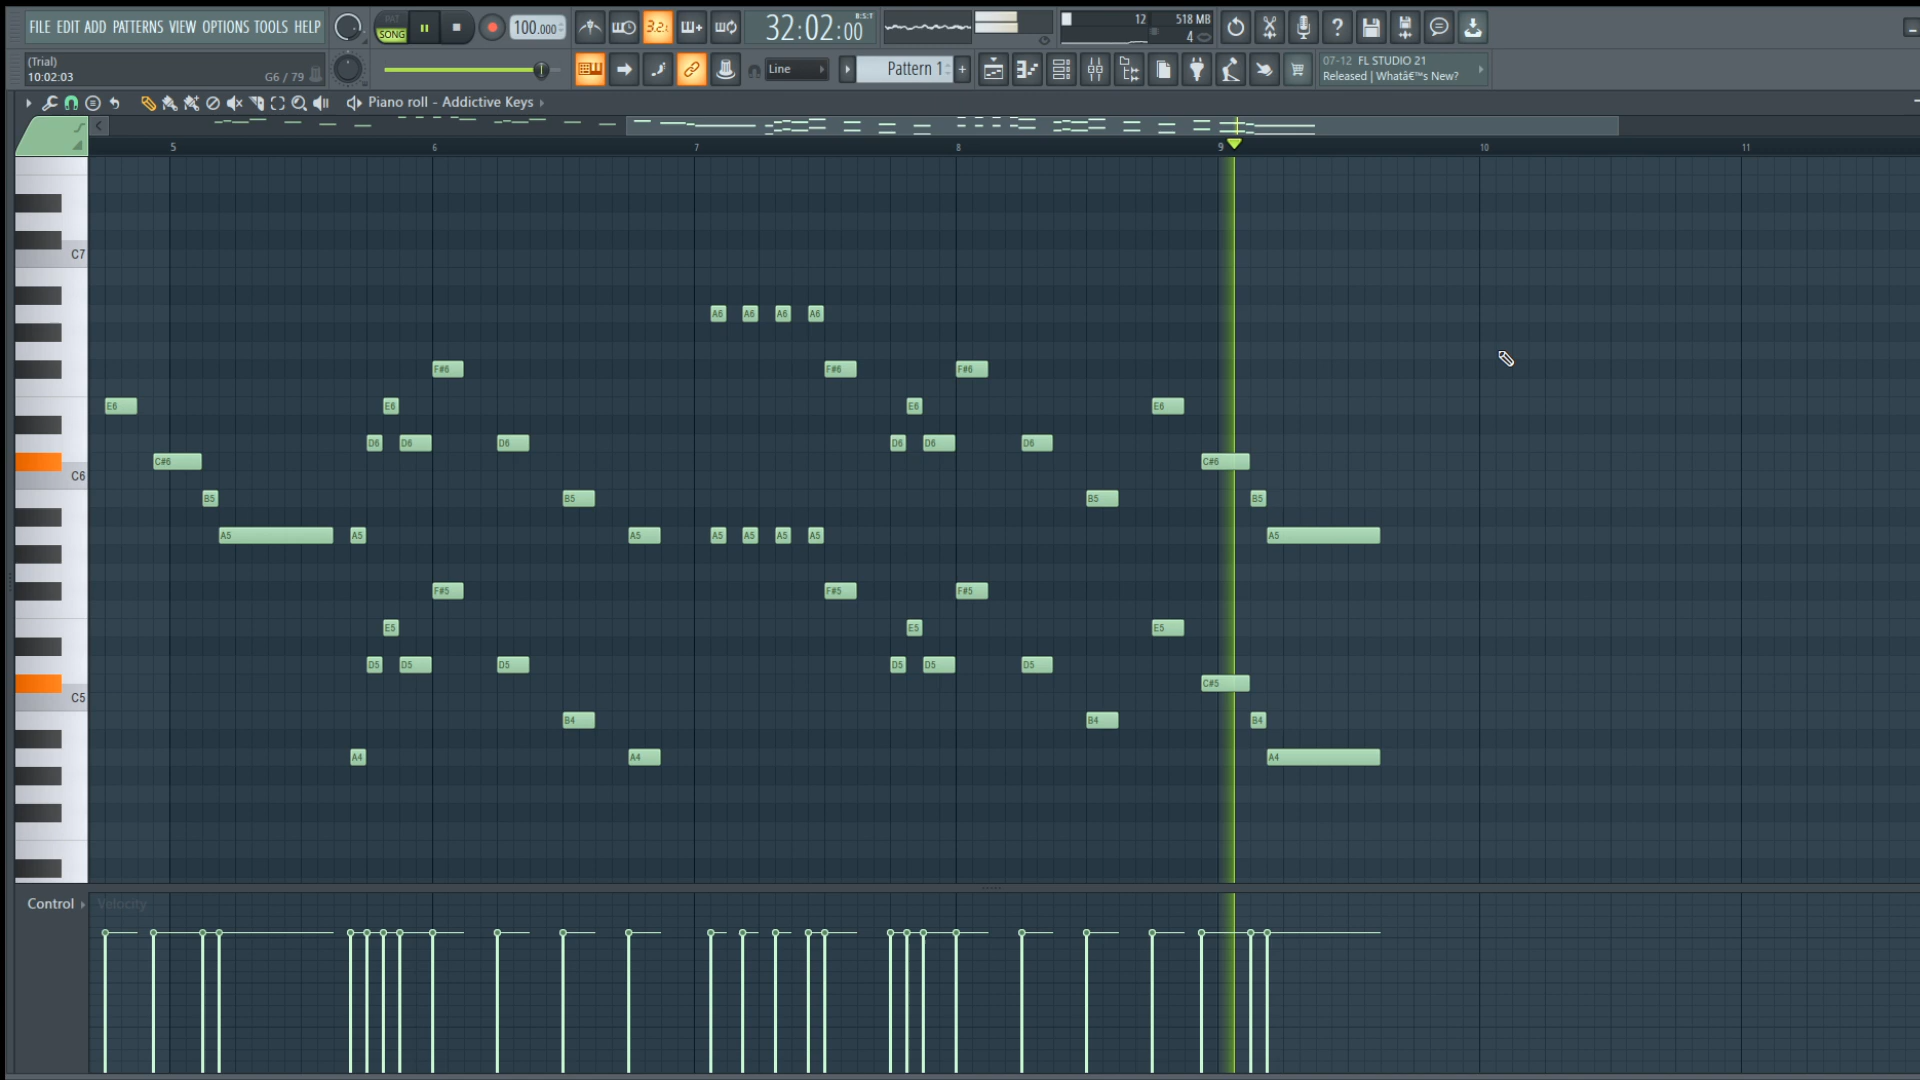 FILE EDIT ADD PATTERNS VIEW OPTIONS TOOLS HELP
PAT
SONG
100.000
3.2.
32:02:00
B:S:T
12
518 MB
4
(Trial)
10:02:03
G6 / 79
Line
Pattern 1
07-12 FL STUDIO 21
Released | Whatâ€™s New?
Piano roll - Addictive Keys
5 6 7 8 9 10 11
C7
A6 A6 A6 A6
F#6 F#6 F#6
E6 E6 E6 E6
D6 D6 D6 D6 D6 D6
C#6 C#6
C6
B5 B5 B5 B5
A5 A5 A5 A5 A5 A5 A5 A5
F#5 F#5 F#5
E5 E5 E5
D5 D5 D5 D5 D5 D5
C#5
C5
B4 B4 B4
A4 A4 A4
Control
Velocity